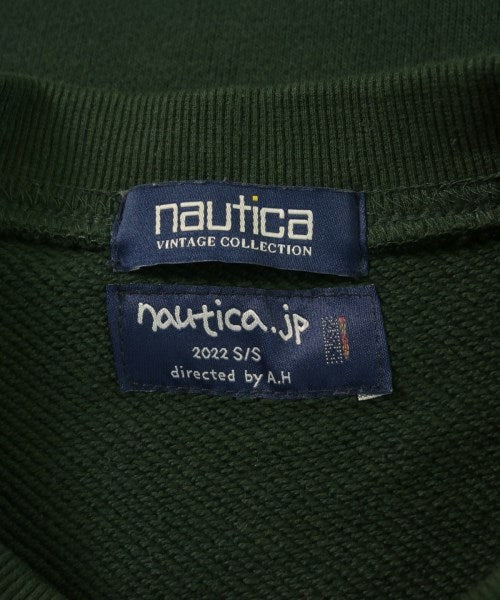 nautica
VINTAGE COLLECTION
nautica.jp
2022 S/S
directed by A.H